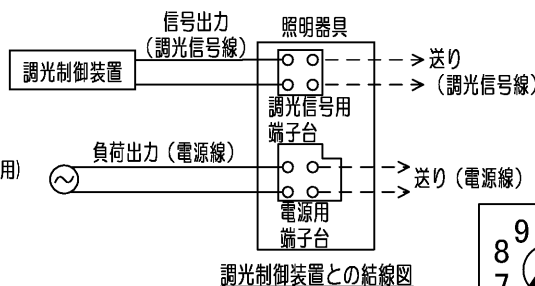 信号出力
(調光信号線)
照明器具
調光制御装置
送り
(調光信号線)
調光信号用
端子台
負荷出力(電源線)
用)
送り(電源線)
電源用
端子台
調光制御装置との結線図
9
8
7